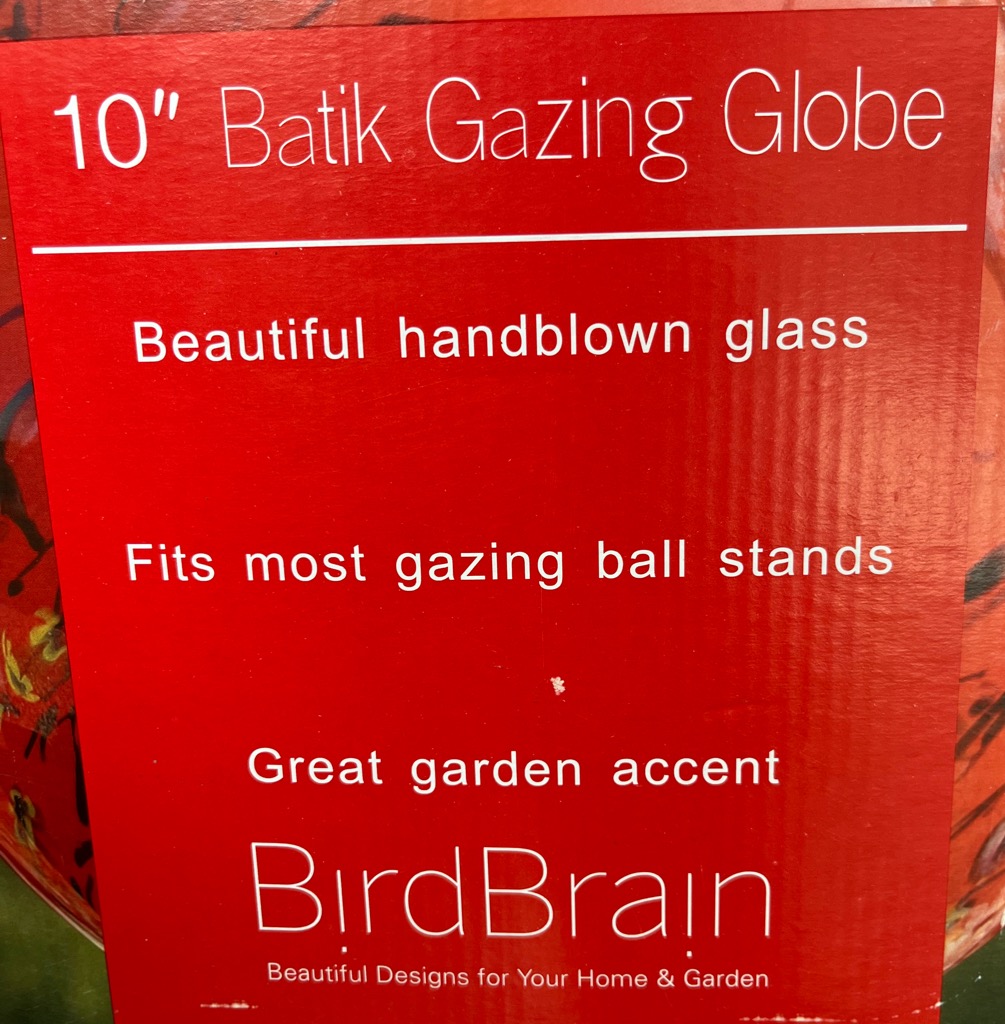 10" Batik Gazing Globe
Beautiful handblown glass
Fits most gazing ball stands
Great garden accent
BirdBrain
Beautiful Designs for Your Home & Garden